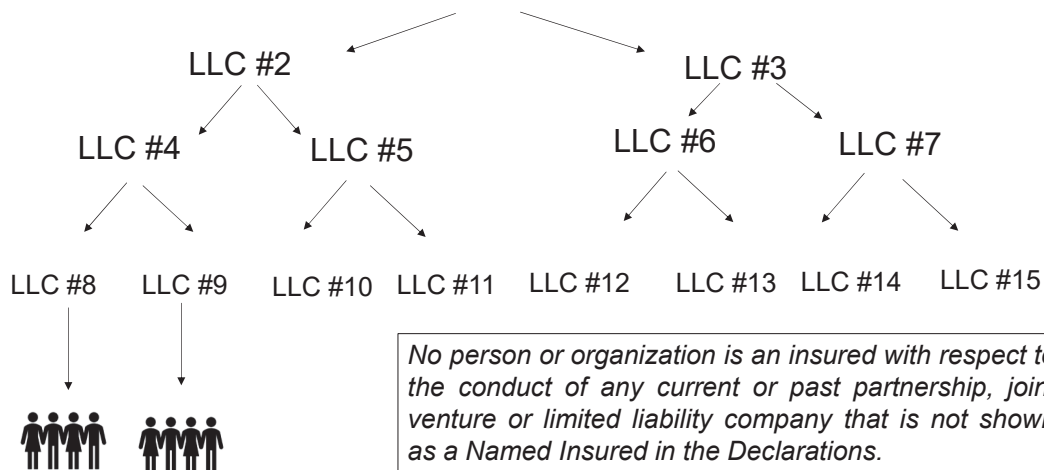 LLC #2
LLC #3
LLC #4
LLC #5
LLC #6
LLC #7
LLC #8
LLC #9
LLC #10
LLC #11
LLC #12
LLC #13
LLC #14
LLC #15
No person or organization is an insured with respect to
the conduct of any current or past partnership, join
venture or limited liability company that is not shown
as a Named Insured in the Declarations.